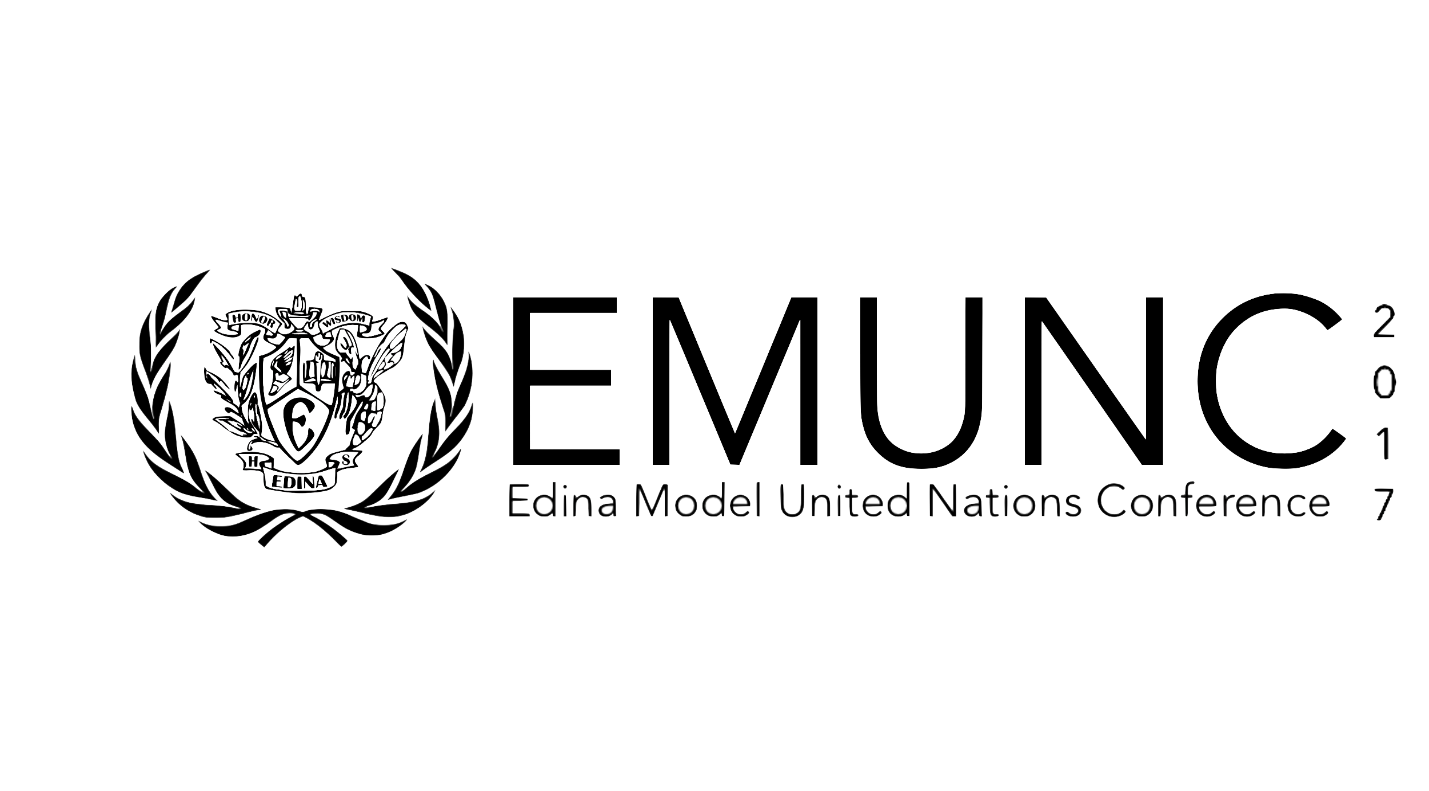 HONOR WISDOM
E
H S
EDINA
EMUNC
Edina Model United Nations Conference
2
0
1
7